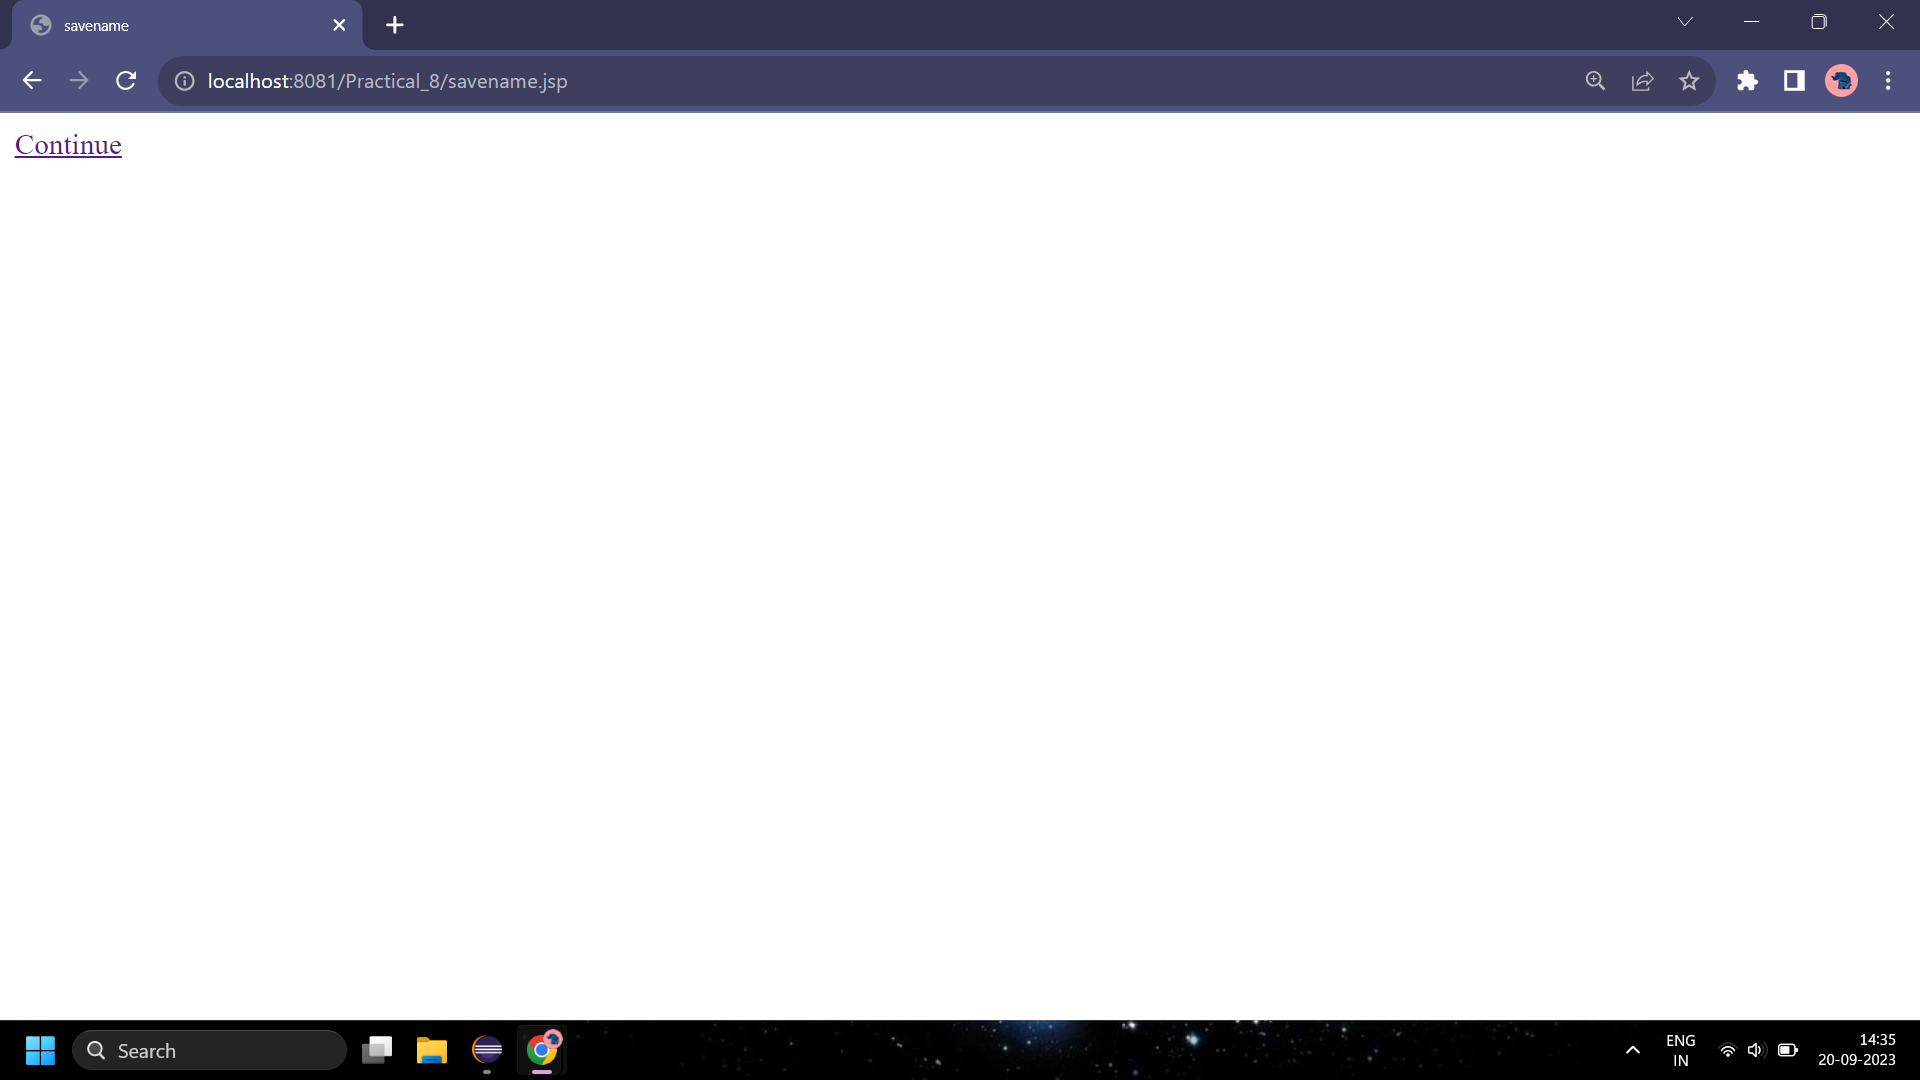 savename
localhost:8081/Practical_8/savename.jsp
Continue
Search
ENG
IN
14:35
20-09-2023